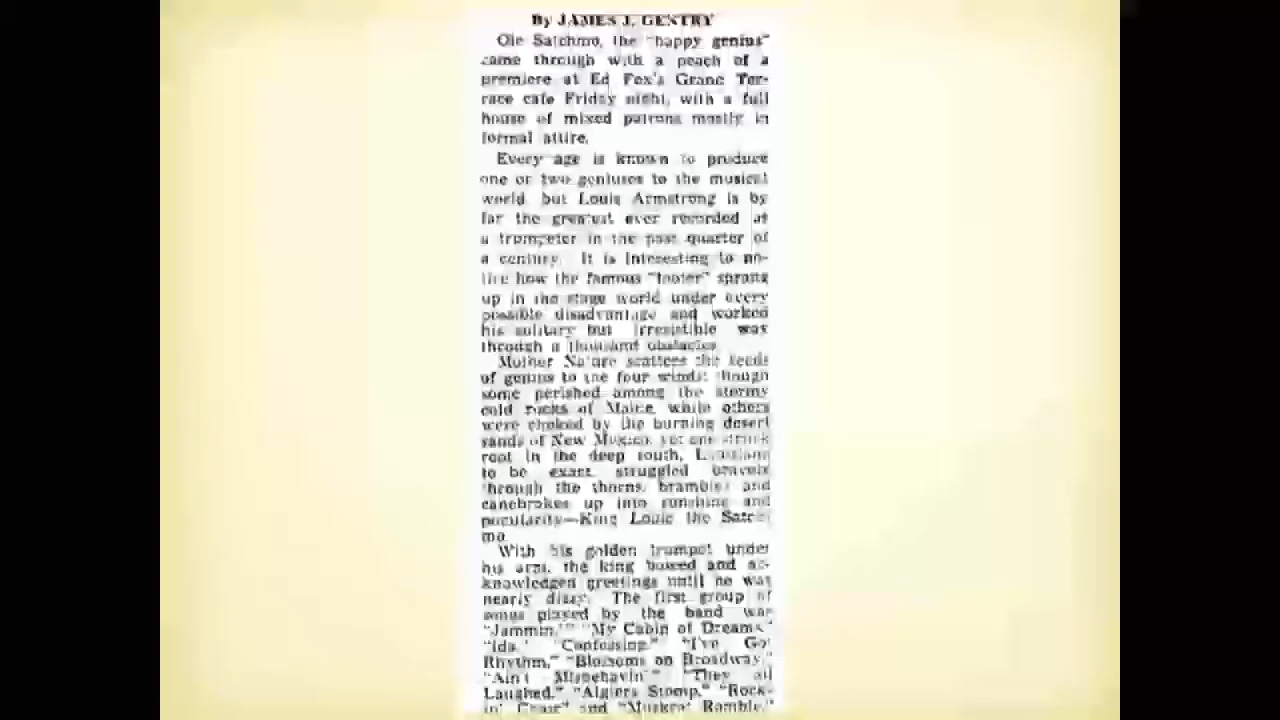 By JAMES J. GENTRY
Ole Satchmo, the "happy genius"
came through with a peach of a
premiere at Ed Fox's Grand Ter-
race cafe Friday night, with a full
house of mixed patrons mostly in
formal attire.
Every age is known to produce
one or two geniuses to the musical
world, but Louis Armstrong is by
far the greatest ever recorded as
a trumpeter in the past quarter of
a century. It is interesting to no-
tice how the famous "tooter" sprang
up in the stage world under every
possible disadvantage and worked
his solitary but irresistible way
through a thousand obstacles.
Mother Nature scatters the seeds
of genius to the four winds; though
some perished among the stormy
cold rocks of Maine, while others
were choked by the burning desert
sands of New Mexico, yet one struck
root in the deep south, Louisiana
to be exact, struggled bravely
through the thorns, brambles and
canebrakes up into sunshine and
popularity—King Louie the Satch-
mo.
With his golden trumpet under
his arm, the king bowed and ac-
knowledged greetings until he was
nearly dizzy. The first group of
songs played by the band was
"Jammin," "My Cabin of Dreams,"
"Ida," "Confessing," "I've Got
Rhythm," "Blossoms on Broadway,"
"Ain't Misbehavin'" "They all
Laughed," "Algiers Stomp," "Rock-
in' Chair" and "Muskrat Ramble."